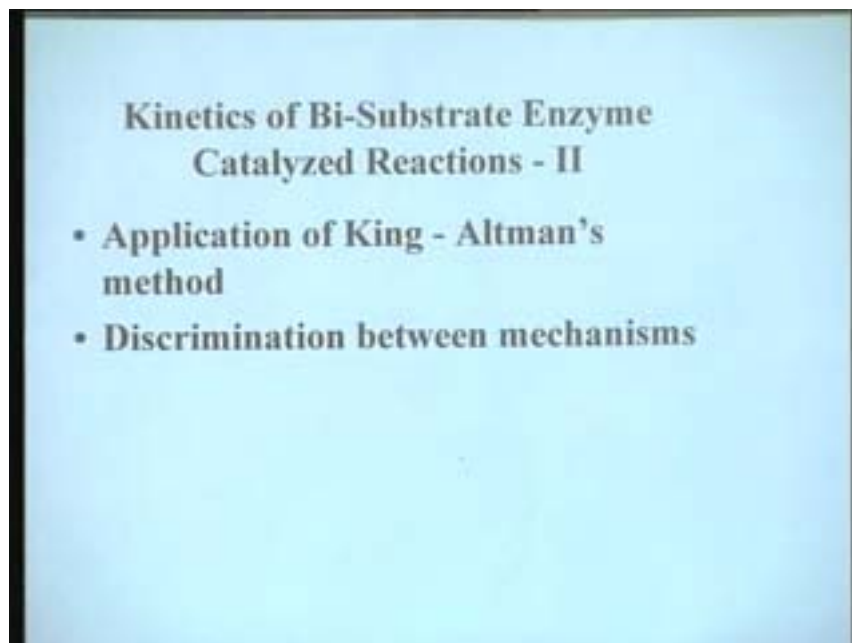 Kinetics of Bi-Substrate Enzyme
Catalyzed Reactions - II
• Application of King - Altman's
method
• Discrimination between mechanisms